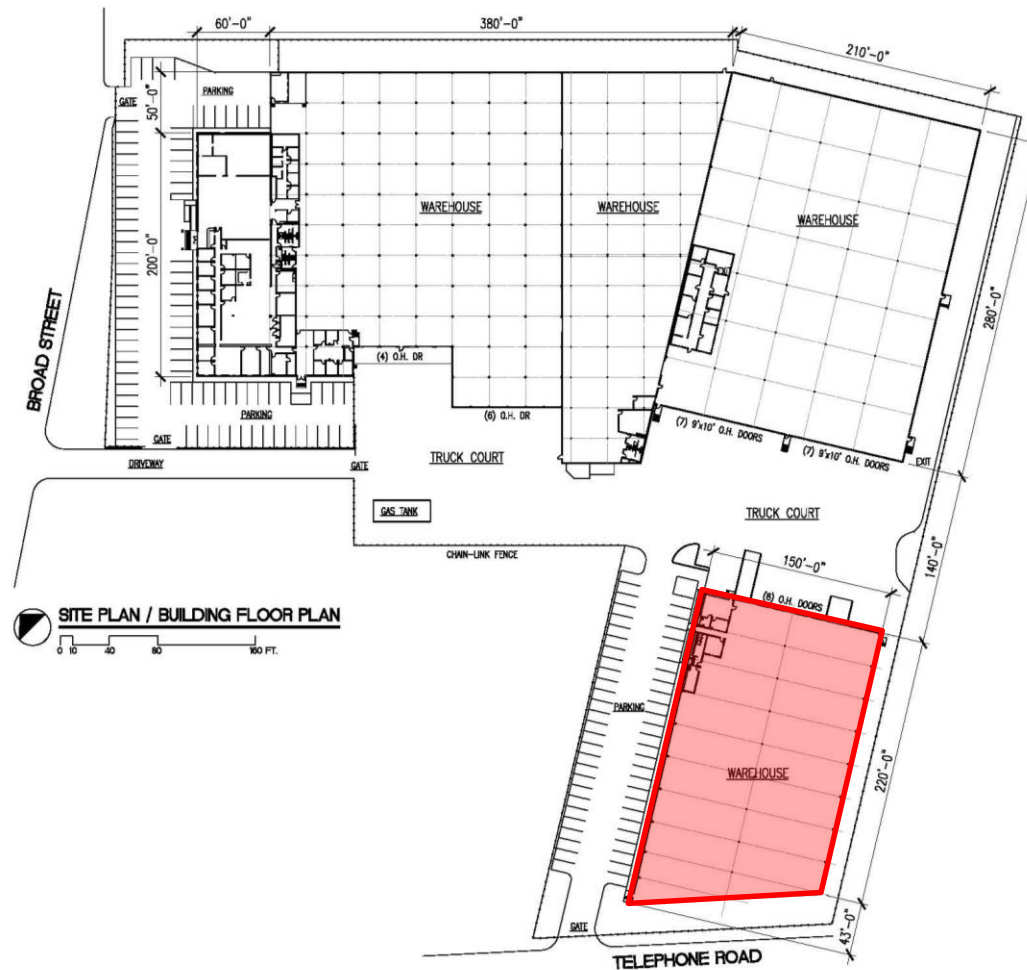 60'-0"
380'-0"
210'-0"
50'-0"
GATE
PARKING
200'-0"
WAREHOUSE
WAREHOUSE
WAREHOUSE
280'-0"
BROAD STREET
(4) O.H. DR
(6) O.H. DR
(7) 9'x10' O.H. DOORS
(7) 9'x10' O.H. DOORS
EXIT
PARKING
GATE
DRIVEWAY
GATE
TRUCK COURT
GAS TANK
TRUCK COURT
CHAIN-LINK FENCE
140'-0"
150'-0"
(8) O.H. DOORS
SITE PLAN / BUILDING FLOOR PLAN
0 10 40 80 160 FT.
PARKING
WAREHOUSE
220'-0"
GATE
43'-0"
TELEPHONE ROAD